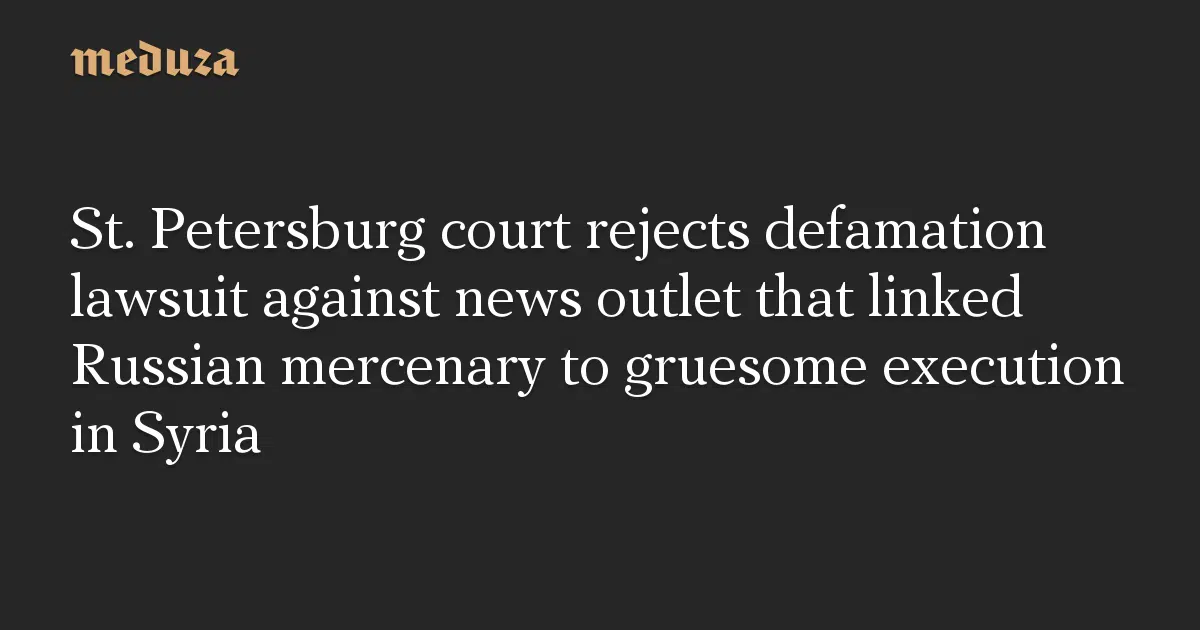 meduza
St. Petersburg court rejects defamation
lawsuit against news outlet that linked
Russian mercenary to gruesome execution
in Syria